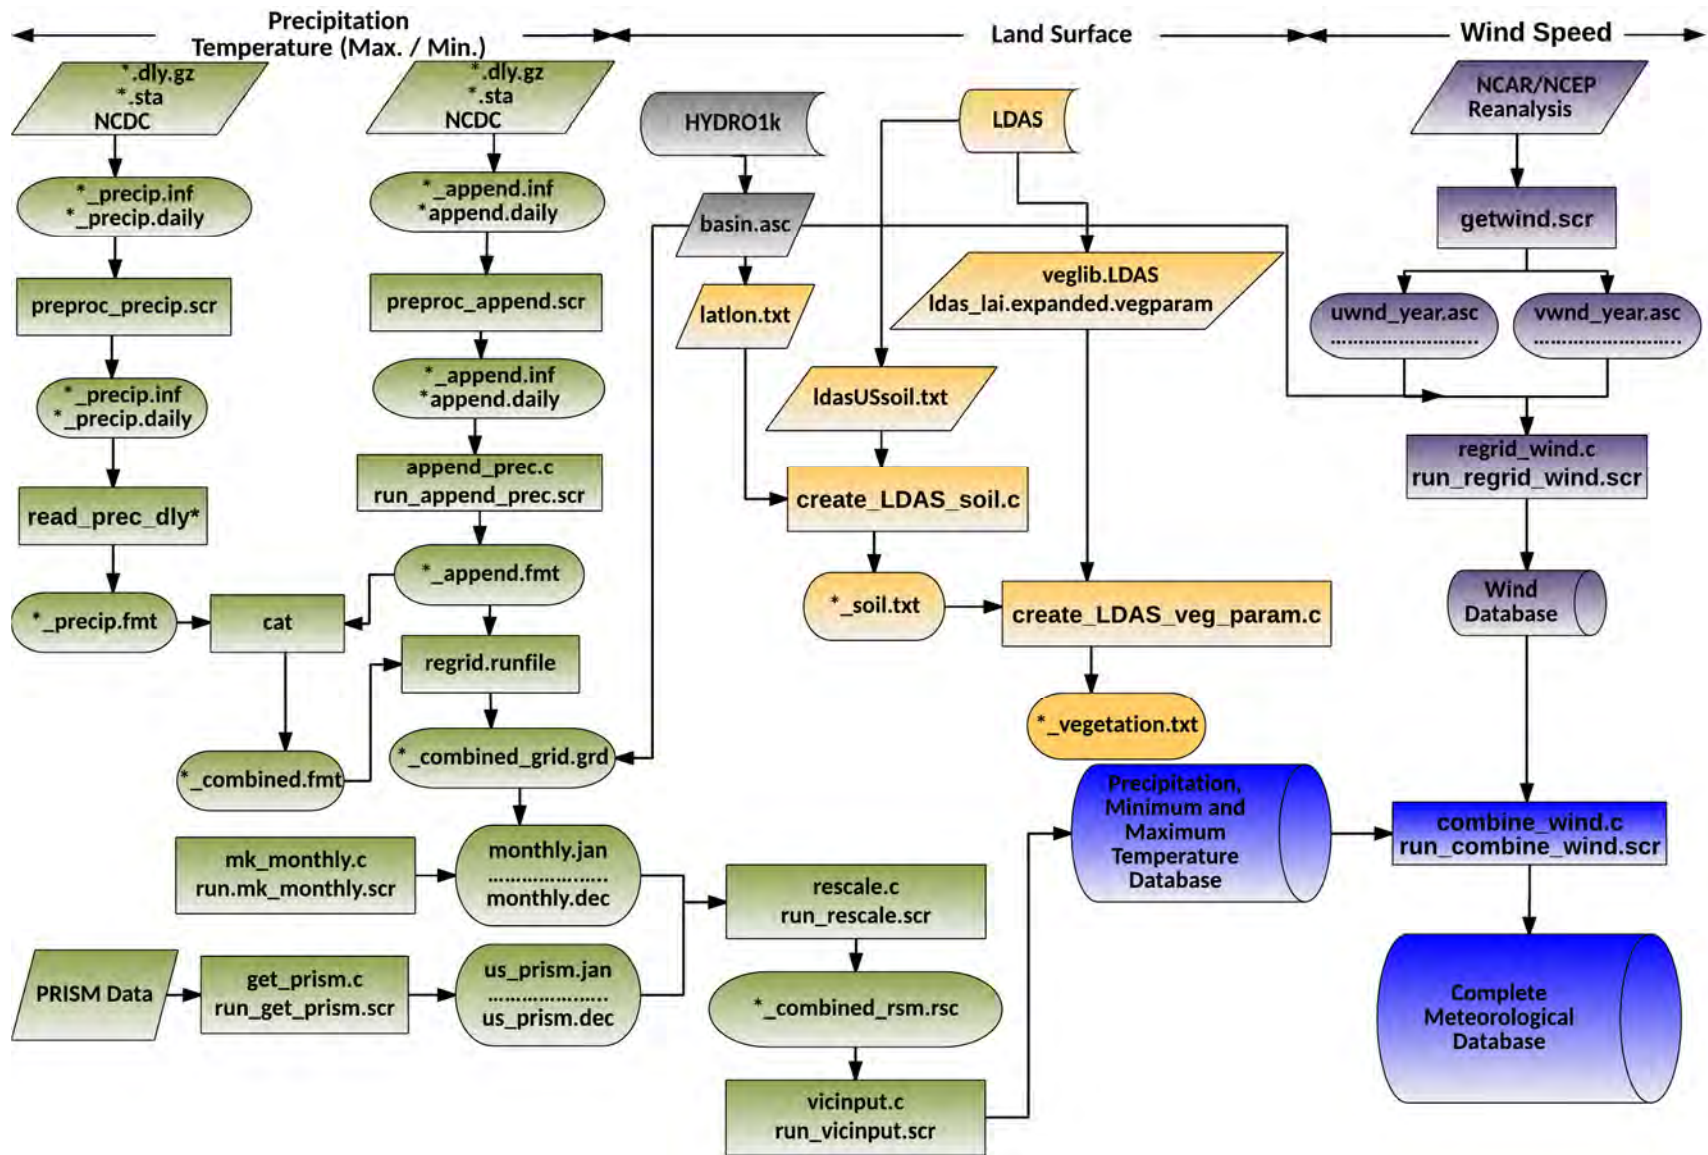 Precipitation
Temperature (Max. / Min.)
Land Surface
Wind Speed
*.dly.gz
*.sta
NCDC
*_precip.inf
*_precip.daily
preproc_precip.scr
*_precip.inf
*_precip.daily
read_prec_dly*
*_precip.fmt
cat
*_combined.fmt
*.dly.gz
*.sta
NCDC
*_append.inf
*append.daily
preproc_append.scr
*_append.inf
*append.daily
append_prec.c
run_append_prec.scr
*_append.fmt
regrid.runfile
*_combined_grid.grd
mk_monthly.c
run.mk_monthly.scr
monthly.jan
.....................
monthly.dec
PRISM Data
get_prism.c
run_get_prism.scr
us_prism.jan
.....................
us_prism.dec
rescale.c
run_rescale.scr
*_combined_rsm.rsc
vicinput.c
run_vicinput.scr
HYDRO1k
basin.asc
latlon.txt
LDAS
veglib.LDAS
ldas_lai.expanded.vegparam
ldasUSsoil.txt
create_LDAS_soil.c
*_soil.txt
create_LDAS_veg_param.c
*_vegetation.txt
Precipitation,
Minimum and
Maximum
Temperature
Database
NCAR/NCEP
Reanalysis
getwind.scr
uwnd_year.asc
.........................
vwnd_year.asc
.........................
regrid_wind.c
run_regrid_wind.scr
Wind
Database
combine_wind.c
run_combine_wind.scr
Complete
Meteorological
Database